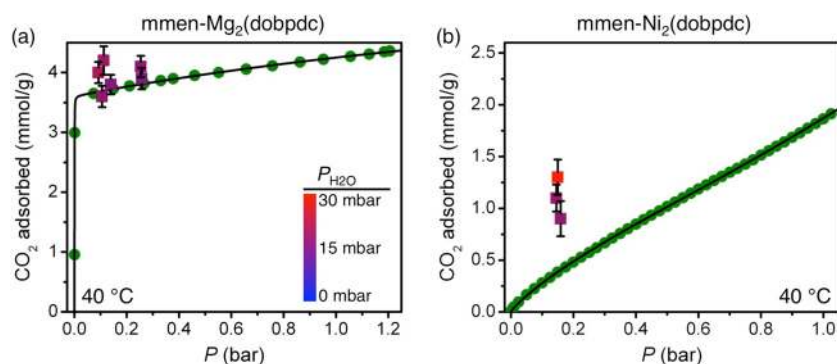 (a)
mmen-Mg2(dobpdc)
CO2 adsorbed (mmol/g)
4
3
2
1
0
PH2O
30 mbar
15 mbar
0 mbar
40 °C
0.0 0.2 0.4 0.6 0.8 1.0 1.2
P (bar)
(b)
mmen-Ni2(dobpdc)
CO2 adsorbed (mmol/g)
2.5
2.0
1.5
1.0
0.5
0.0
40 °C
0.0 0.2 0.4 0.6 0.8 1.0
P (bar)